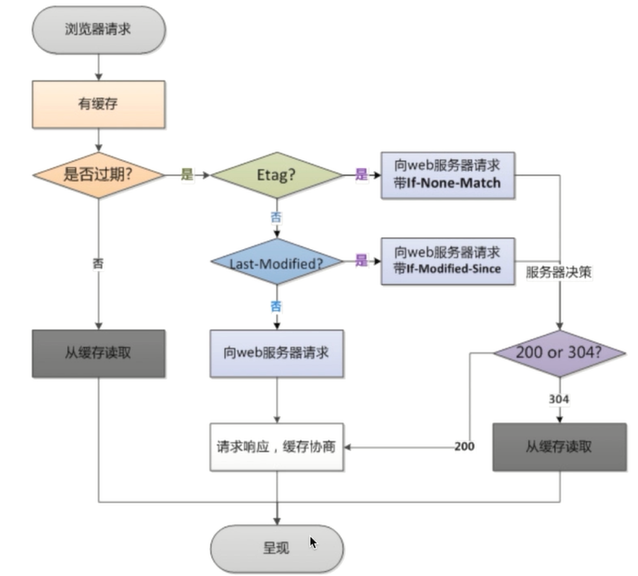 浏览器请求
有缓存
是否过期?
是
Etag?
是
向web服务器请求
带If-None-Match
否
否
Last-Modified?
是
向web服务器请求
带If-Modified-Since
服务器决策
否
从缓存读取
向web服务器请求
200 or 304?
304
请求响应，缓存协商
200
从缓存读取
呈现